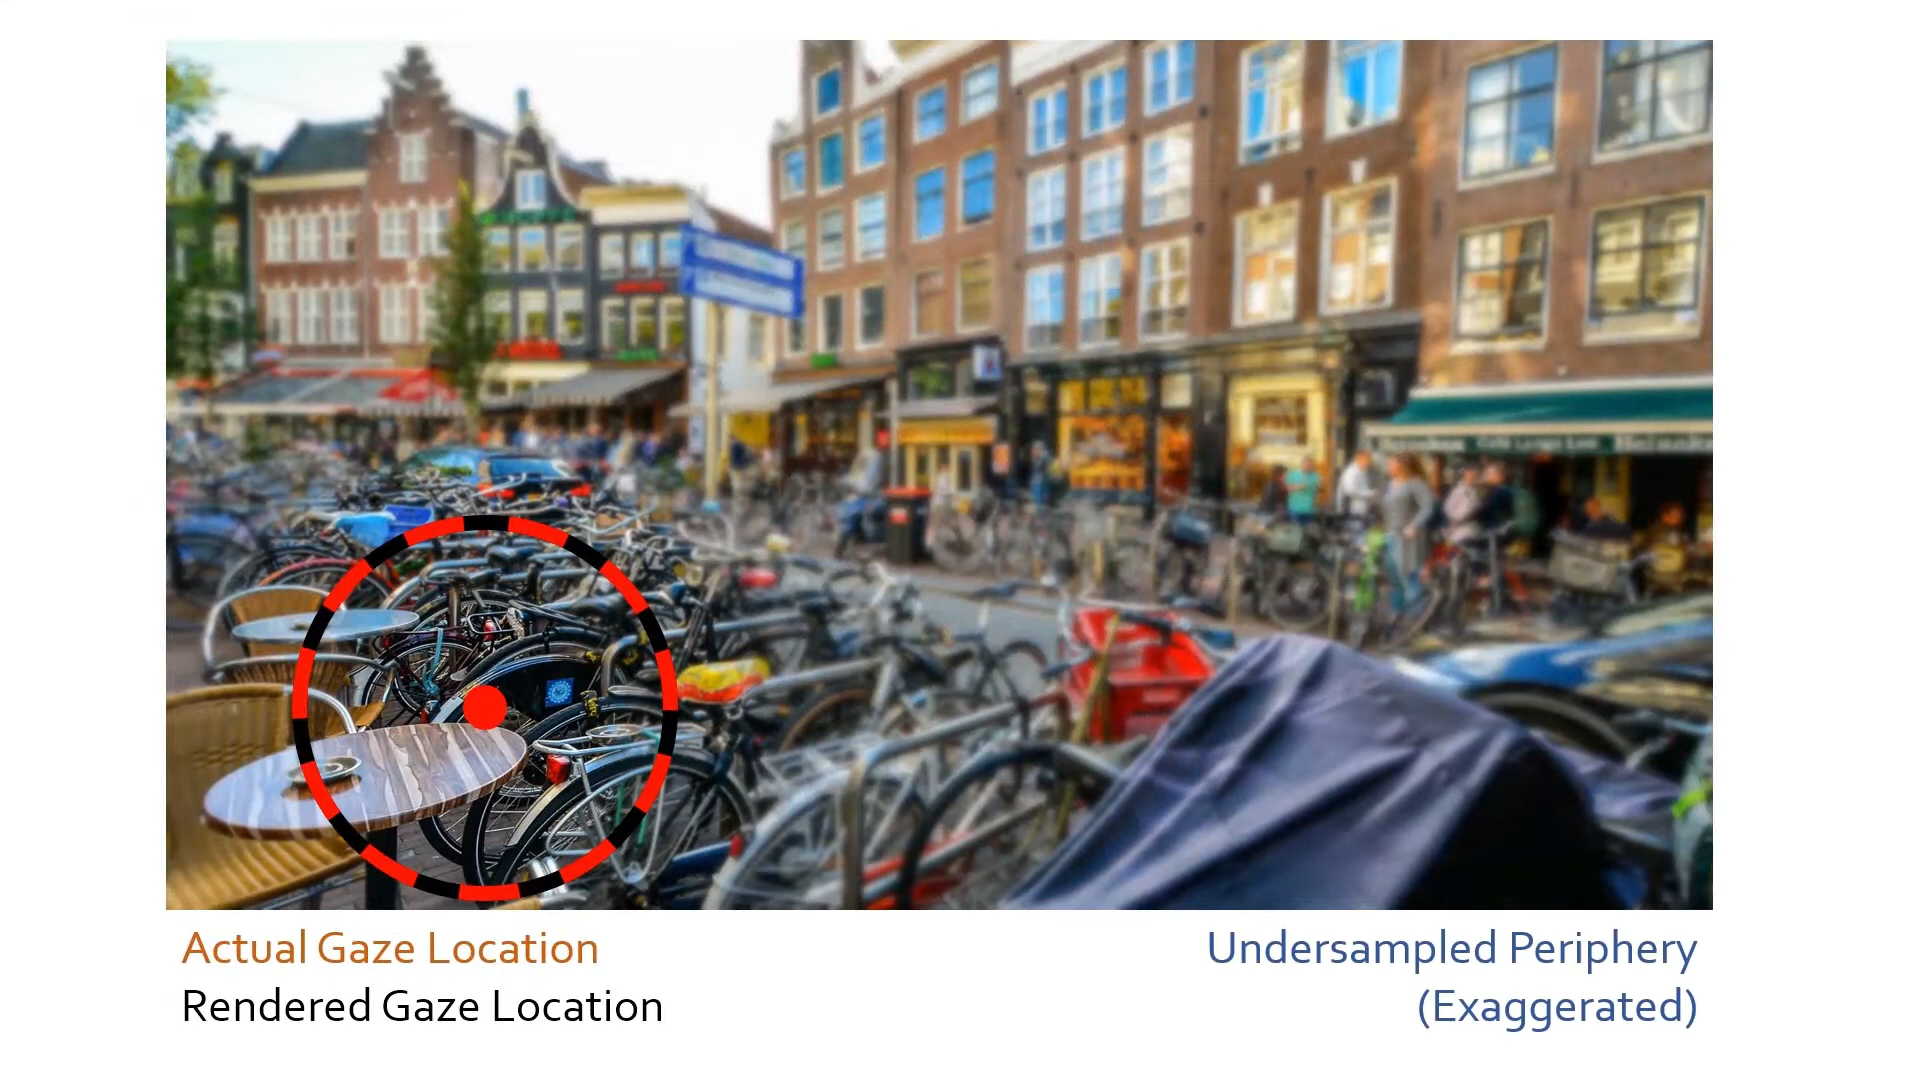 Actual Gaze Location
Rendered Gaze Location
Undersampled Periphery
(Exaggerated)